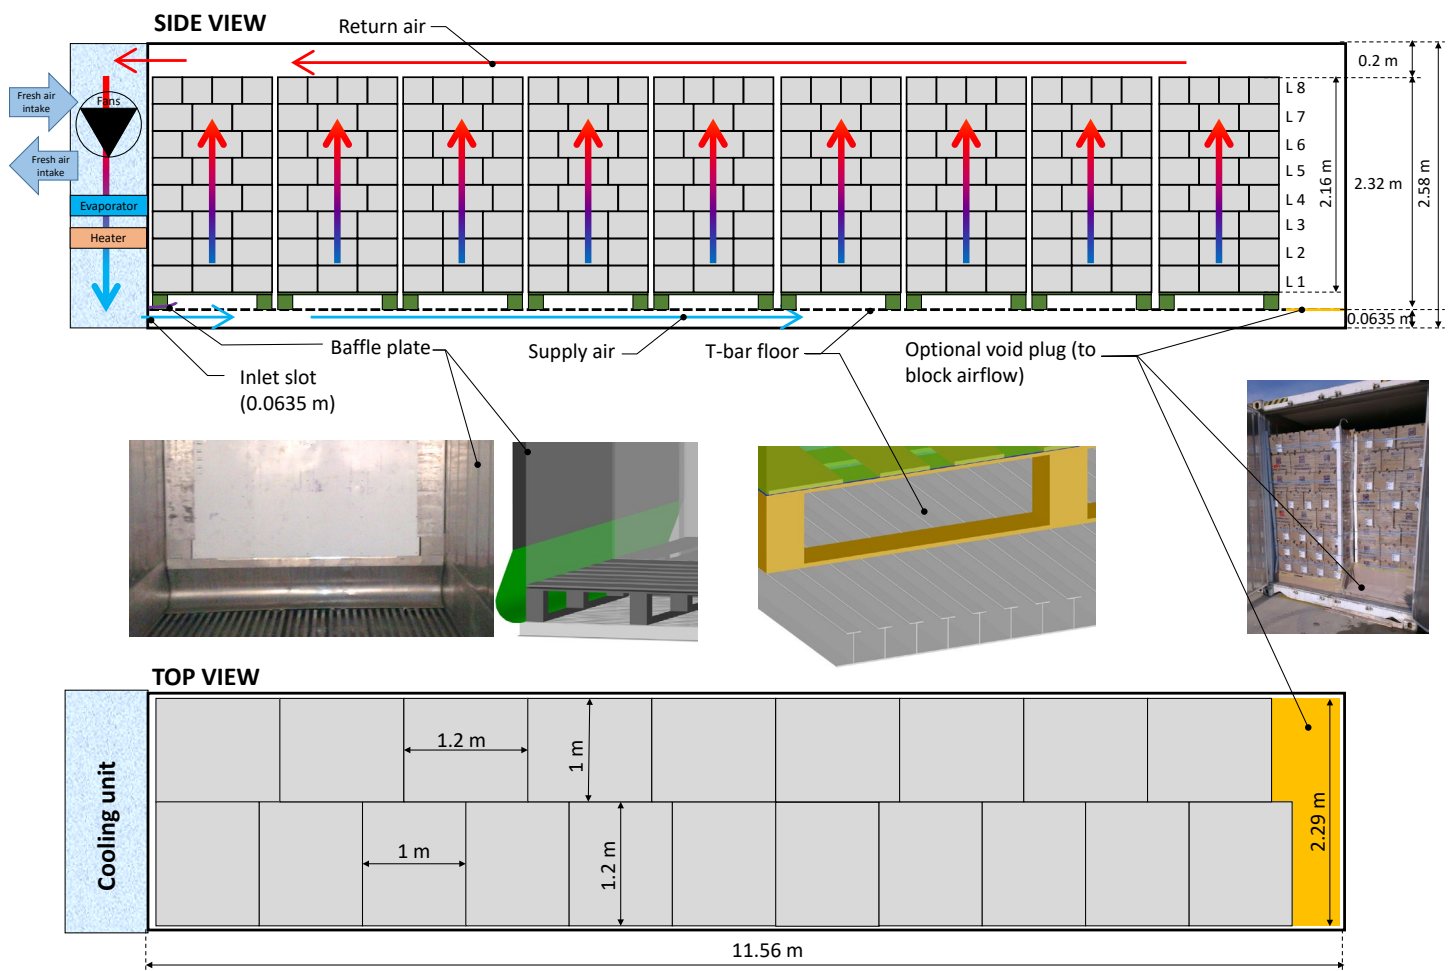 SIDE VIEW
Return air
0.2 m
Fresh air
intake
Fans
Fresh air
intake
Evaporator
Heater
L 8
L 7
L 6
L 5
L 4
L 3
L 2
L 1
2.16 m
2.32 m
2.58 m
0.0635 m
Baffle plate
Supply air
T-bar floor
Optional void plug (to
block airflow)
Inlet slot
(0.0635 m)
TOP VIEW
Cooling unit
1.2 m
1 m
1 m
1.2 m
2.29 m
11.56 m